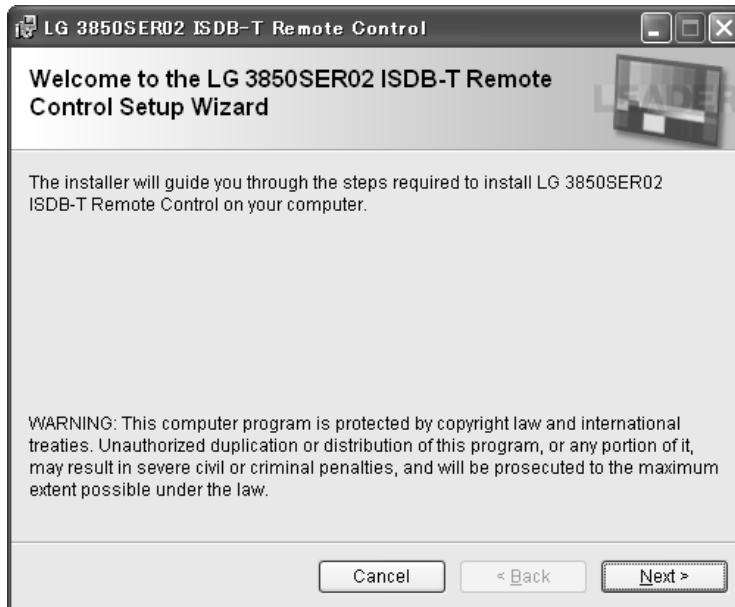 LG 3850SER02 ISDB-T Remote Control
Welcome to the LG 3850SER02 ISDB-T Remote
Control Setup Wizard
LEADER
The installer will guide you through the steps required to install LG 3850SER02
ISDB-T Remote Control on your computer.
WARNING: This computer program is protected by copyright law and international
treaties. Unauthorized duplication or distribution of this program, or any portion of it,
may result in severe civil or criminal penalties, and will be prosecuted to the maximum
extent possible under the law.
Cancel
< Back
Next >